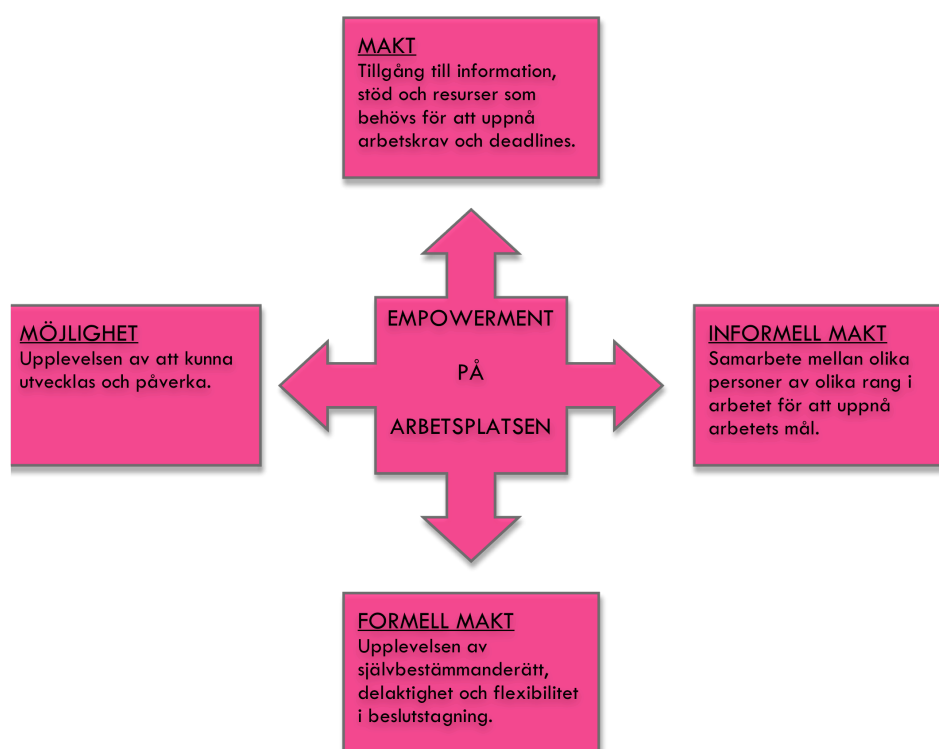 MAKT
Tillgång till information,
stöd och resurser som
behövs för att uppnå
arbetskrav och deadlines.
EMPOWERMENT
PÅ
ARBETSPLATSEN
MÖJLIGHET
Upplevelsen av att kunna
utvecklas och påverka.
INFORMELL MAKT
Samarbete mellan olika
personer av olika rang i
arbetet för att uppnå
arbetets mål.
FORMELL MAKT
Upplevelsen av
självbestämmanderätt,
delaktighet och flexibilitet
i beslutstagning.